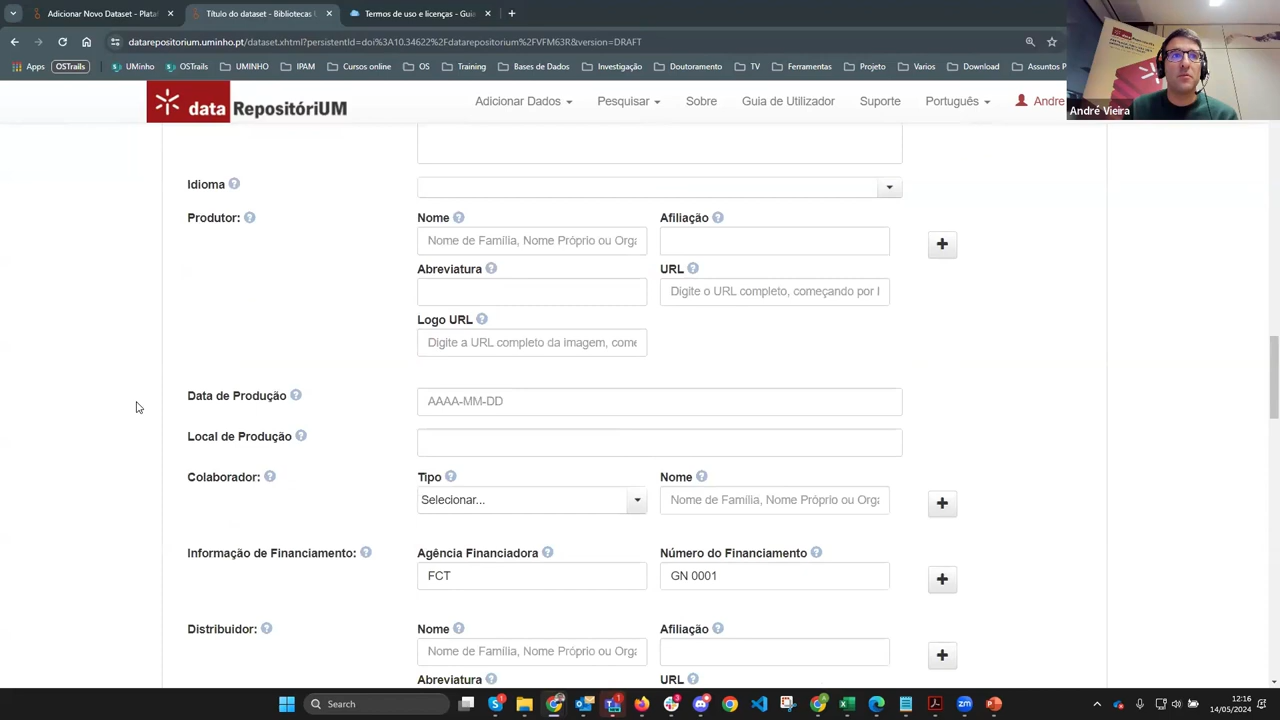 Adicionar Novo Dataset - Plata
Título do dataset - Bibliotecas
Termos de uso e licenças - Guia
datarepositorium.uminho.pt/dataset.xhtml?persistentId=doi%3A10.34622%2Fdatarepositorium%2FVFM63R&version=DRAFT
Apps
OSTrails
UMinho
OSTrails
UMINHO
IPAM
Cursos online
OS
Bases de Dados
Investigação
Doutoramento
TV
Ferramentas
Projeto
Varios
Download
Assuntos P
André Vieira
data RepositóriUM
Adicionar Dados
Pesquisar
Sobre
Guia de Utilizador
Suporte
Português
Andre
Idioma
Produtor:
Nome
Afiliação
Nome de Família, Nome Próprio ou Orga
Abreviatura
URL
Digite o URL completo, começando por h
Logo URL
Digite a URL completo da imagem, come
Data de Produção
AAAA-MM-DD
Local de Produção
Colaborador:
Tipo
Nome
Selecionar...
Nome de Família, Nome Próprio ou Orga
Informação de Financiamento:
Agência Financiadora
Número do Financiamento
FCT
GN 0001
Distribuidor:
Nome
Afiliação
Nome de Família, Nome Próprio ou Orga
Abreviatura
URL
Search
12:16
14/05/2024